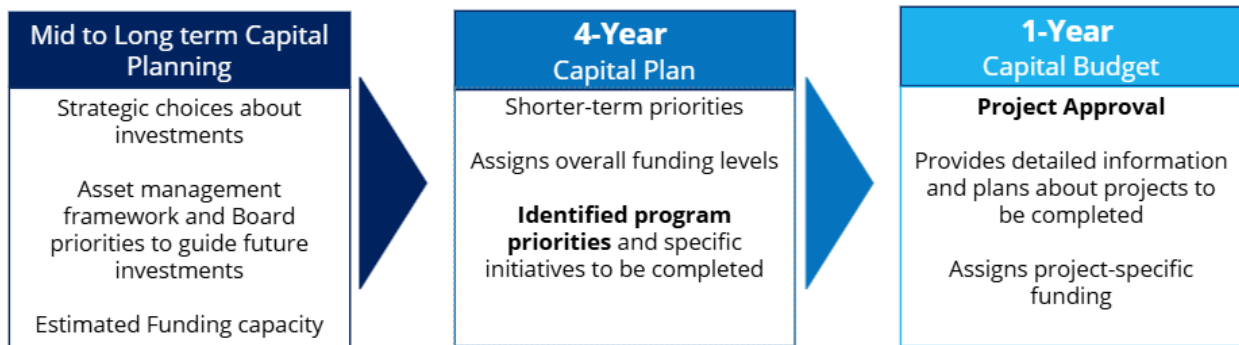 Mid to Long term Capital
Planning
Strategic choices about
investments
Asset management
framework and Board
priorities to guide future
investments
Estimated Funding capacity
4-Year
Capital Plan
Shorter-term priorities
Assigns overall funding levels
Identified program
priorities and specific
initiatives to be completed
1-Year
Capital Budget
Project Approval
Provides detailed information
and plans about projects to
be completed
Assigns project-specific
funding